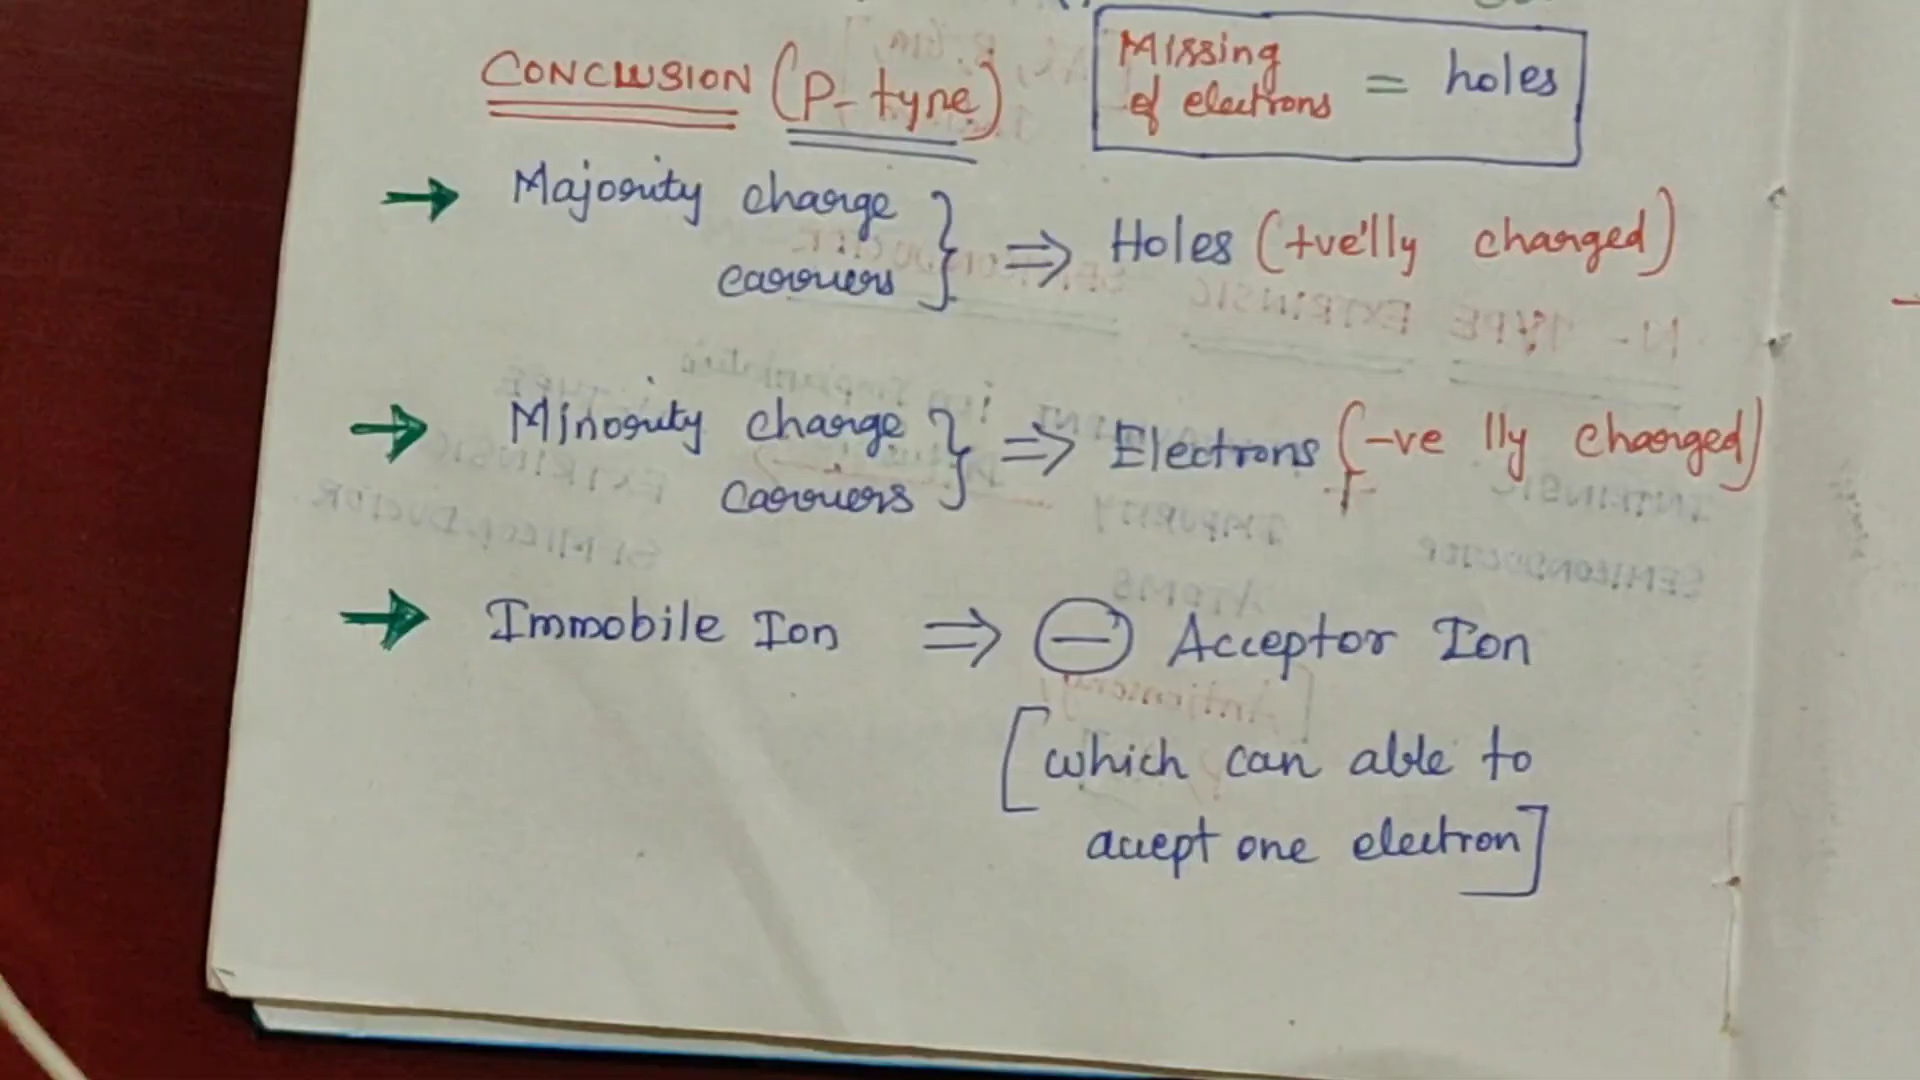 CONCLUSION (P-type)
Missing of electrons = holes
Majority charge carriers } ⇒ Holes (+ve'lly charged)
Minority charge carriers } ⇒ Electrons (-ve lly charged)
Immobile Ion ⇒ ⊖ Acceptor Ion
[which can able to
accept one electron]